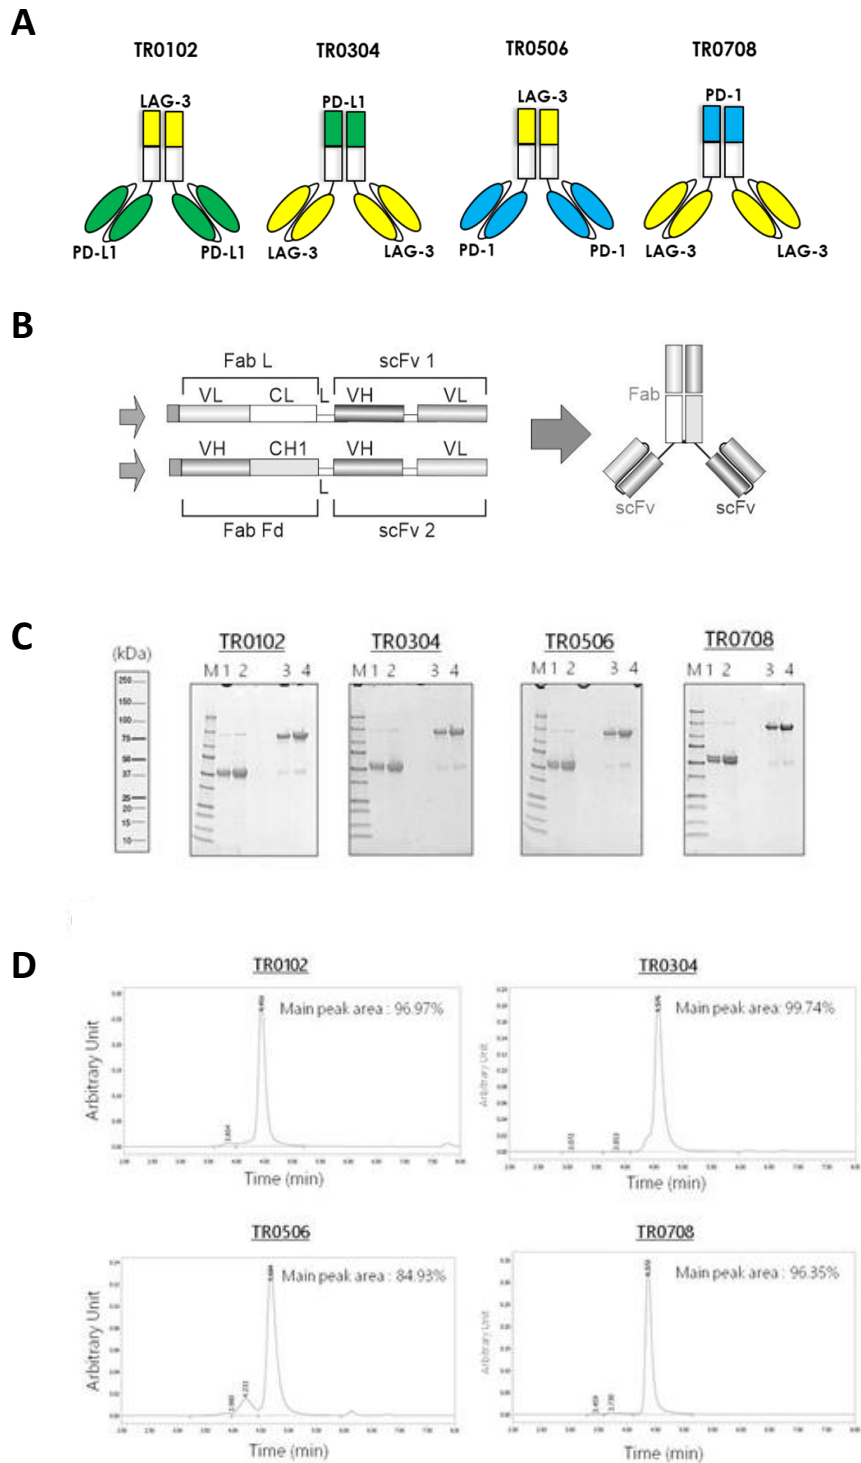 A
TR0102 TR0304 TR0506 TR0708
LAG-3 PD-L1 LAG-3 PD-1
PD-L1 PD-L1 LAG-3 LAG-3 PD-1 PD-1 LAG-3 LAG-3
B
Fab L scFv 1
VL CL L VH VL
VH CH1 VH VL
L
Fab Fd scFv 2
Fab
scFv scFv
C
TR0102 TR0304 TR0506 TR0708
(kDa) M 1 2 3 4 M 1 2 3 4 M 1 2 3 4 M 1 2 3 4
250
150
100
75
50
37
25
20
15
10
D
TR0102 TR0304
Main peak area : 96.97% Main peak area: 99.74%
Arbitrary Unit Arbitrary Unit
Time (min) Time (min)
TR0506 TR0708
Main peak area : 84.93% Main peak area : 96.35%
4.233
Arbitrary Unit Arbitrary Unit
Time (min) Time (min)